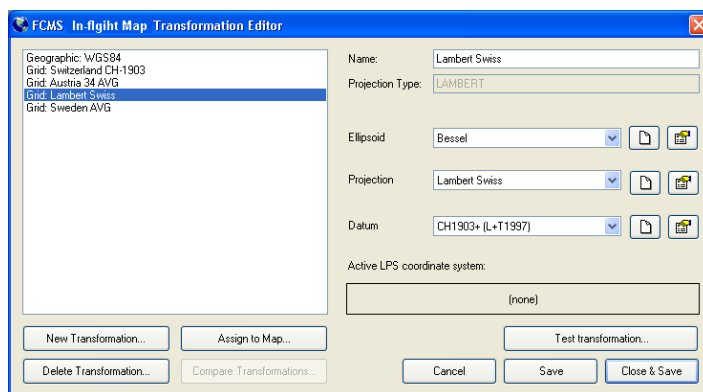 FCMS In-flgiht Map Transformation Editor
Geographic: WGS84
Grid: Switzerland CH-1903
Grid: Austria 34 AVG
Grid: Lambert Swiss
Grid: Sweden AVG
Name:
Lambert Swiss
Projection Type:
LAMBERT
Ellipsoid
Bessel
Projection
Lambert Swiss
Datum
CH1903+ (L+T1997)
Active LPS coordinate system:
(none)
New Transformation...
Assign to Map...
Test transformation...
Delete Transformation...
Compare Transformations...
Cancel
Save
Close & Save